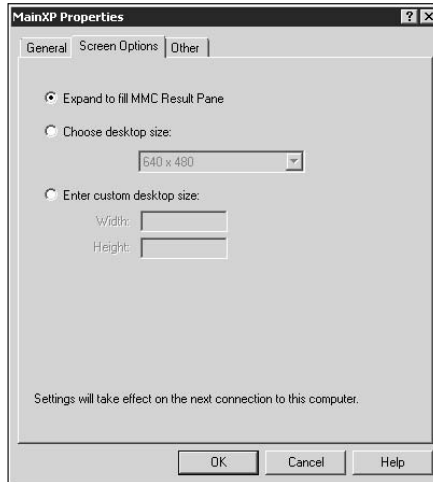 MainXP Properties
General Screen Options Other
Expand to fill MMC Result Pane
Choose desktop size:
640 x 480
Enter custom desktop size:
Width:
Height:
Settings will take effect on the next connection to this computer.
OK Cancel Help